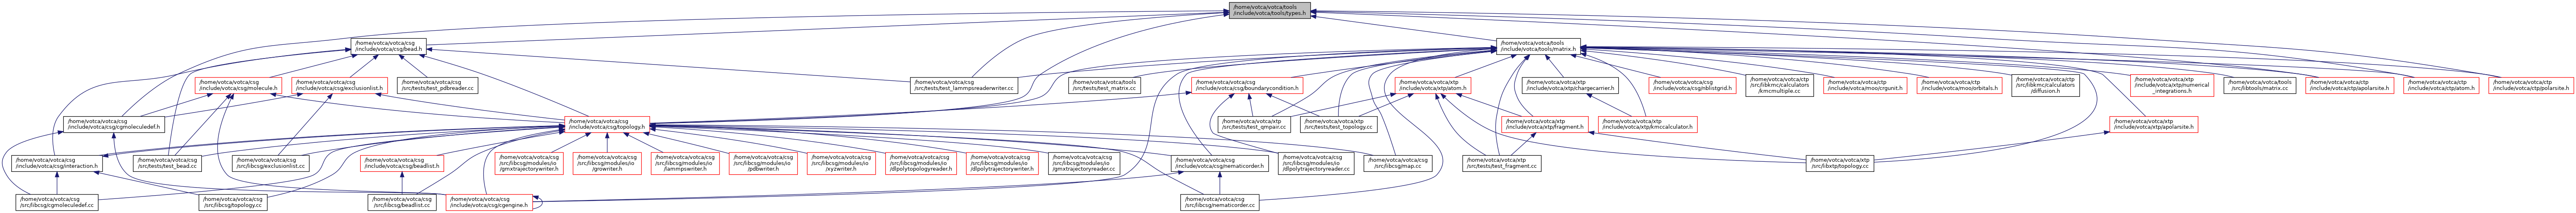 /home/votca/votca/tools
/include/votca/tools/types.h
/home/votca/votca/csg
/include/votca/csg/bead.h
/home/votca/votca/tools
/include/votca/tools/matrix.h
/home/votca/votca/csg
/include/votca/csg/molecule.h
/home/votca/votca/csg
/include/votca/csg/exclusionlist.h
/home/votca/votca/csg
/src/tests/test_pdbreader.cc
/home/votca/votca/csg
/src/tests/test_lammpsreaderwriter.cc
/home/votca/votca/tools
/src/tests/test_matrix.cc
/home/votca/votca/csg
/include/votca/csg/boundarycondition.h
/home/votca/votca/xtp
/include/votca/xtp/atom.h
/home/votca/votca/xtp
/include/votca/xtp/chargecarrier.h
/home/votca/votca/csg
/include/votca/csg/nblistgrid.h
/home/votca/votca/ctp
/src/libkmc/calculators
/kmcmultiple.cc
/home/votca/votca/ctp
/include/votca/moo/crgunit.h
/home/votca/votca/ctp
/include/votca/moo/orbitals.h
/home/votca/votca/ctp
/src/libkmc/calculators
/diffusion.cc
/home/votca/votca/xtp
/include/votca/xtp/numerical
_integrations.h
/home/votca/votca/tools
/src/libtools/matrix.cc
/home/votca/votca/ctp
/include/votca/ctp/apolarsite.h
/home/votca/votca/ctp
/include/votca/ctp/atom.h
/home/votca/votca/ctp
/include/votca/ctp/polarsite.h
/home/votca/votca/csg
/include/votca/csg/cgmoleculedef.h
/home/votca/votca/csg
/include/votca/csg/topology.h
/home/votca/votca/xtp
/src/tests/test_qmpair.cc
/home/votca/votca/xtp
/src/tests/test_topology.cc
/home/votca/votca/xtp
/include/votca/xtp/fragment.h
/home/votca/votca/xtp
/include/votca/xtp/kmccalculator.h
/home/votca/votca/xtp
/include/votca/xtp/apolarsite.h
/home/votca/votca/csg
/include/votca/csg/interaction.h
/home/votca/votca/csg
/src/tests/test_bead.cc
/home/votca/votca/csg
/src/libcsg/exclusionlist.cc
/home/votca/votca/csg
/include/votca/csg/beadlist.h
/home/votca/votca/csg
/src/libcsg/modules/io
/gmxtrajectorywriter.h
/home/votca/votca/csg
/src/libcsg/modules/io
/growriter.h
/home/votca/votca/csg
/src/libcsg/modules/io
/lammpswriter.h
/home/votca/votca/csg
/src/libcsg/modules/io
/pdbwriter.h
/home/votca/votca/csg
/src/libcsg/modules/io
/xyzwriter.h
/home/votca/votca/csg
/src/libcsg/modules/io
/dlpolytopologyreader.h
/home/votca/votca/csg
/src/libcsg/modules/io
/dlpolytrajectorywriter.h
/home/votca/votca/csg
/src/libcsg/modules/io
/gmxtrajectoryreader.cc
/home/votca/votca/csg
/include/votca/csg/nematicorder.h
/home/votca/votca/csg
/src/libcsg/modules/io
/dlpolytrajectoryreader.cc
/home/votca/votca/csg
/src/libcsg/map.cc
/home/votca/votca/xtp
/src/tests/test_fragment.cc
/home/votca/votca/xtp
/src/libxtp/topology.cc
/home/votca/votca/csg
/src/libcsg/cgmoleculedef.cc
/home/votca/votca/csg
/src/libcsg/topology.cc
/home/votca/votca/csg
/src/libcsg/beadlist.cc
/home/votca/votca/csg
/include/votca/csg/cgengine.h
/home/votca/votca/csg
/src/libcsg/nematicorder.cc